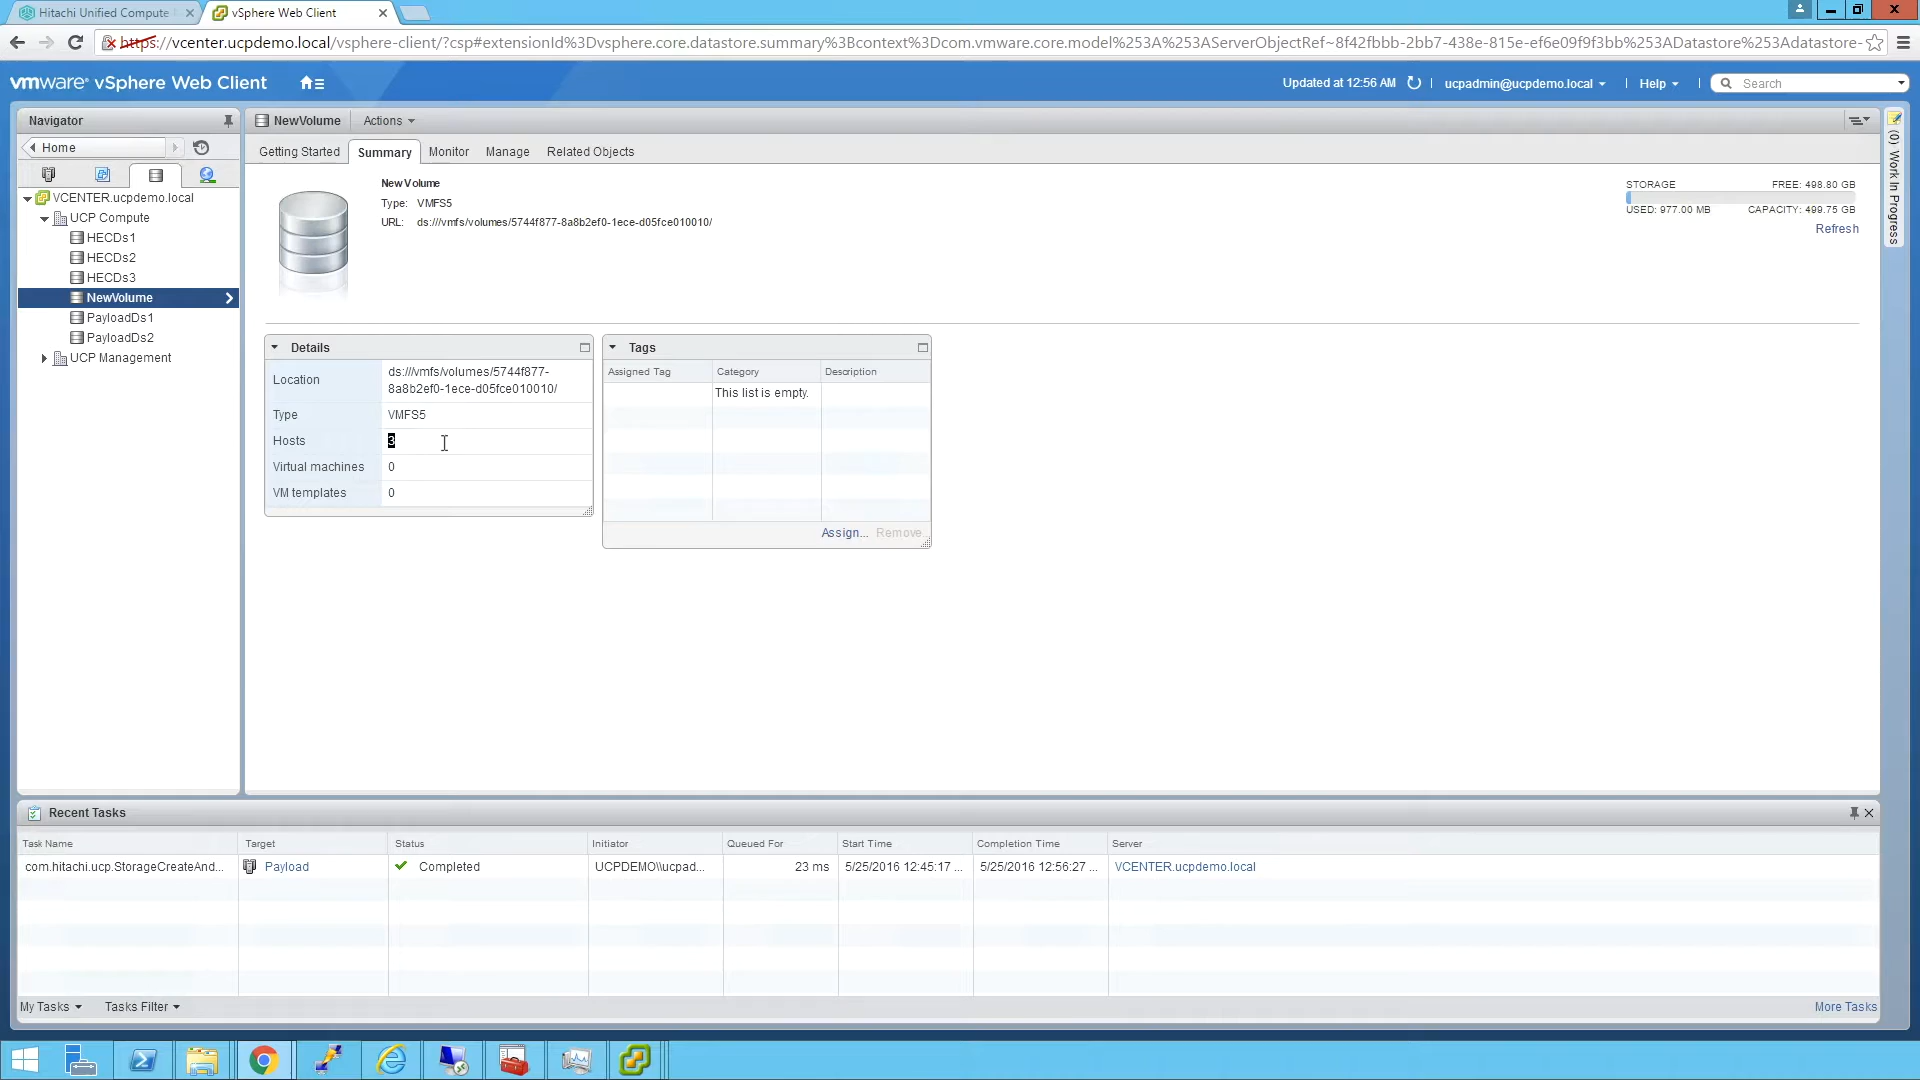 Hitachi Unified Compute
vSphere Web Client
https://vcenter.ucpdemo.local/vsphere-client/?csp#extensionId%3Dvsphere.core.datastore.summary%3Bcontext%3Dcom.vmware.core.model%253A%253AServerObjectRef~8f42fbbb-2bb7-438e-815e-ef6e09f9f3bb%253ADatastore%253Adatastore-
vmware® vSphere Web Client
Updated at 12:56 AM
ucpadmin@ucpdemo.local
Help
Search
Navigator
NewVolume
Actions
Home
Getting Started
Summary
Monitor
Manage
Related Objects
VCENTER.ucpdemo.local
UCP Compute
HECDs1
HECDs2
HECDs3
NewVolume
PayloadDs1
PayloadDs2
UCP Management
NewVolume
Type: VMFS5
URL: ds:///vmfs/volumes/5744f877-8a8b2ef0-1ece-d05fce010010/
STORAGE FREE: 498.80 GB
USED: 977.00 MB CAPACITY: 499.75 GB
Refresh
(0) Work In Progress
Details
Location ds:///vmfs/volumes/5744f877-
8a8b2ef0-1ece-d05fce010010/
Type VMFS5
Hosts 3
Virtual machines 0
VM templates 0
Tags
Assigned Tag Category Description
This list is empty.
Assign... Remove
Recent Tasks
Task Name Target Status Initiator Queued For Start Time Completion Time Server
com.hitachi.ucp.StorageCreateAnd... Payload Completed UCPDEMO\\ucpad... 23 ms 5/25/2016 12:45:17 ... 5/25/2016 12:56:27 ... VCENTER.ucpdemo.local
My Tasks Tasks Filter More Tasks